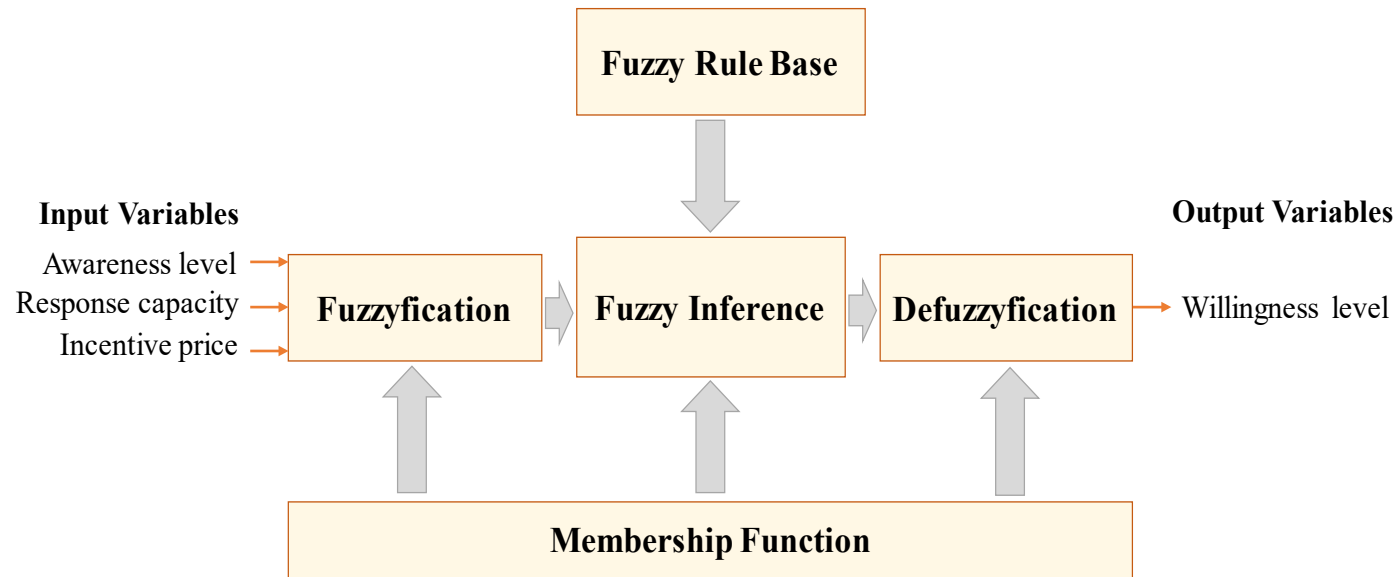 Fuzzy Rule Base
Input Variables
Awareness level
Response capacity
Incentive price
Fuzzyfication
Fuzzy Inference
Defuzzyfication
Output Variables
Willingness level
Membership Function